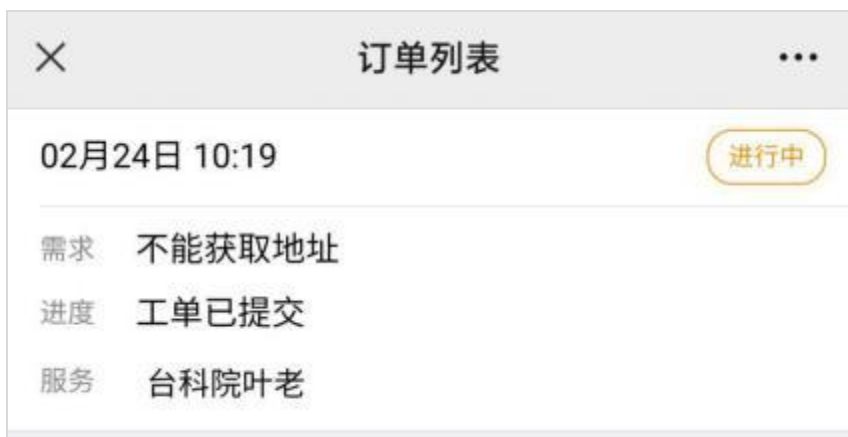 订单列表
02月24日 10:19 进行中
需求 不能获取地址
进度 工单已提交
服务 台科院叶老